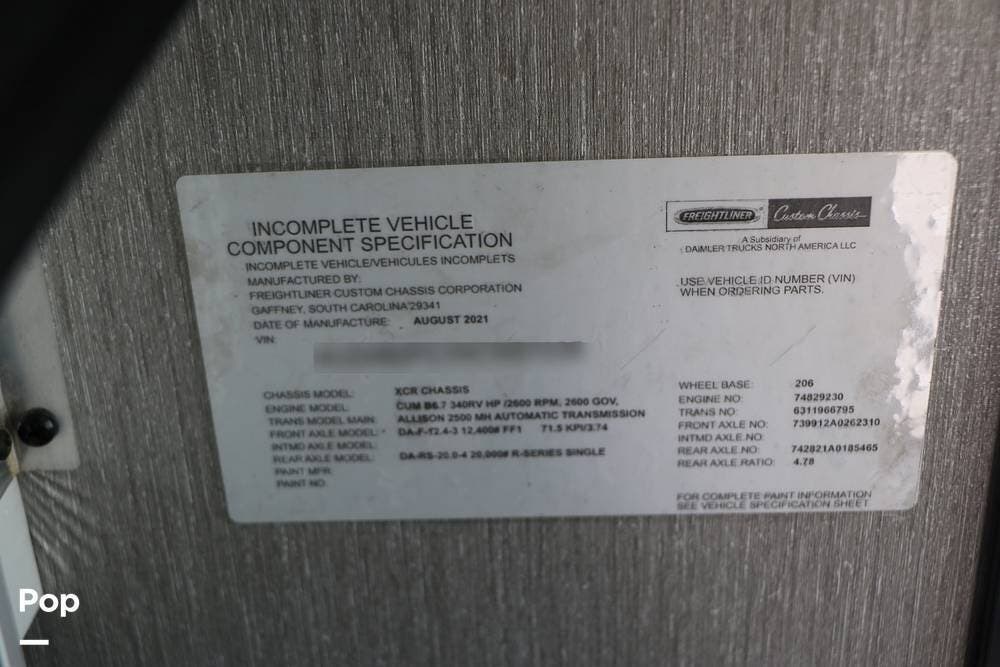 INCOMPLETE VEHICLE
COMPONENT SPECIFICATION
INCOMPLETE VEHICLE/VEHICULES INCOMPLETS
MANUFACTURED BY:
FREIGHTLINER CUSTOM CHASSIS CORPORATION
GAFFNEY, SOUTH CAROLINA 29341
DATE OF MANUFACTURE: AUGUST 2021
VIN:
FREIGHTLINER Custom Chassis
A Subsidiary of
DAIMLER TRUCKS NORTH AMERICA LLC
USE VEHICLE ID NUMBER (VIN)
WHEN ORDERING PARTS.
CHASSIS MODEL: XCR CHASSIS
ENGINE MODEL: CUM B6.7 340RV HP /2600 RPM, 2600 GOV,
TRANS MODEL MAIN: ALLISON 2500 MH AUTOMATIC TRANSMISSION
FRONT AXLE MODEL: DA-F-12.4-3 12,400# FF1 71.5 KPI/3.74
INTMD AXLE MODEL:
REAR AXLE MODEL: DA-RS-20.0-4 20,000# R-SERIES SINGLE
PAINT MFR:
PAINT NO:
WHEEL BASE: 206
ENGINE NO: 74829230
TRANS NO: 6311966795
FRONT AXLE NO: 739912A0262310
INTMD AXLE.NO:
REAR AXLE.NO: 742821A0185465
REAR AXLE.RATIO: 4.78
FOR COMPLETE PAINT INFORMATION
SEE VEHICLE SPECIFICATION SHEET
Pop